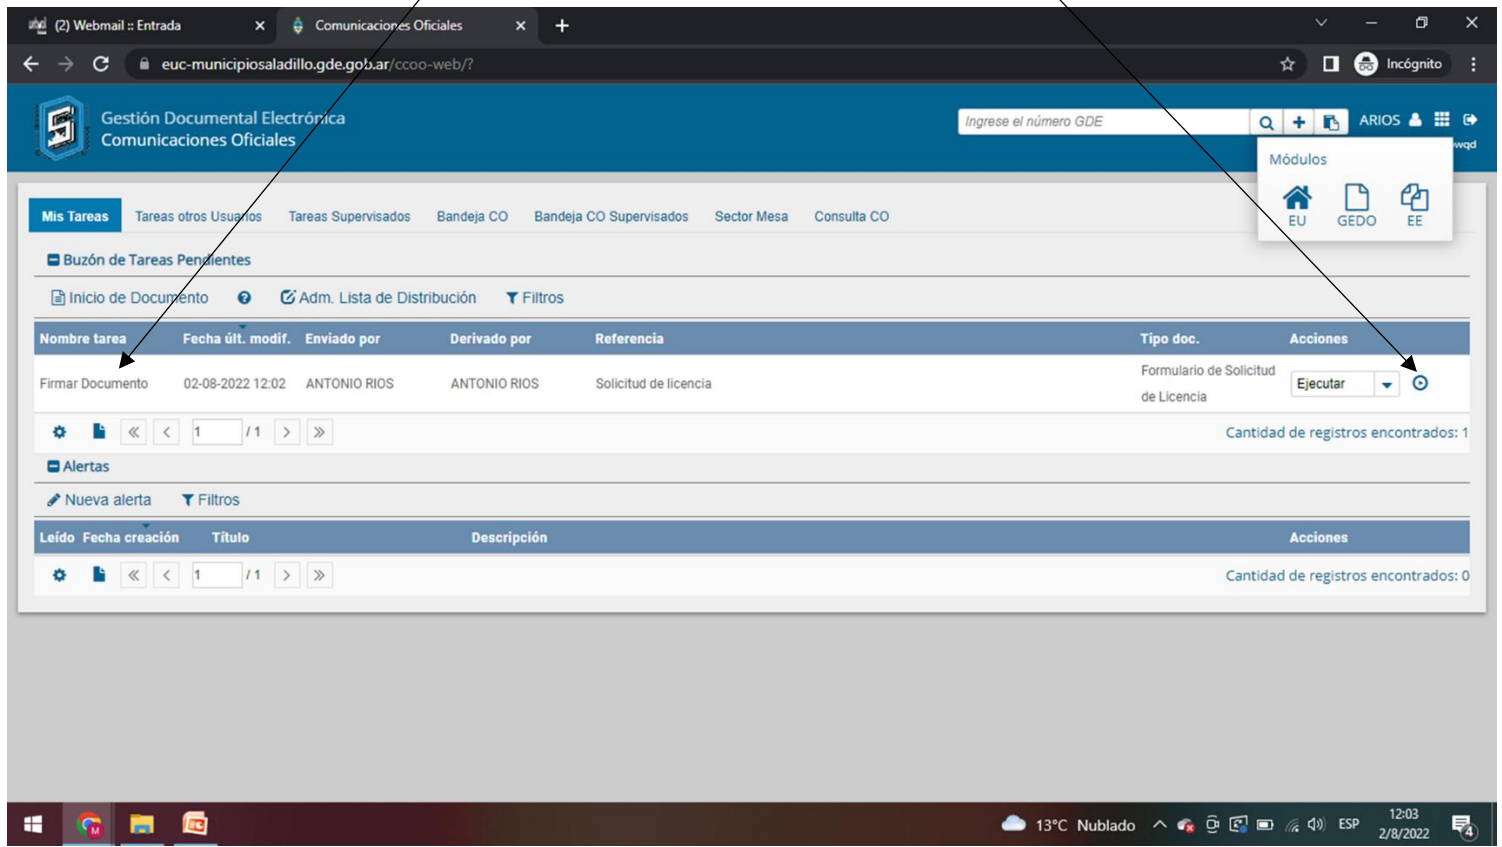 (2) Webmail :: Entrada
Comunicaciones Oficiales
euc-municipiosaladillo.gde.gob.ar/ccoo-web/?
Incógnito
Gestión Documental Electrónica
Comunicaciones Oficiales
Ingrese el número GDE
ARIOS
wqd
Módulos
EU GEDO EE
Mis Tareas Tareas otros Usuarios Tareas Supervisados Bandeja CO Bandeja CO Supervisados Sector Mesa Consulta CO
Buzón de Tareas Pendientes
Inicio de Documento Adm. Lista de Distribución Filtros
Nombre tarea Fecha últ. modif. Enviado por Derivado por Referencia Tipo doc. Acciones
Firmar Documento 02-08-2022 12:02 ANTONIO RIOS ANTONIO RIOS Solicitud de licencia Formulario de Solicitud
de Licencia
Ejecutar
1 / 1 Cantidad de registros encontrados: 1
Alertas
Nueva alerta Filtros
Leído Fecha creación Título Descripción Acciones
1 / 1 Cantidad de registros encontrados: 0
13°C Nublado ESP 12:03
2/8/2022
4